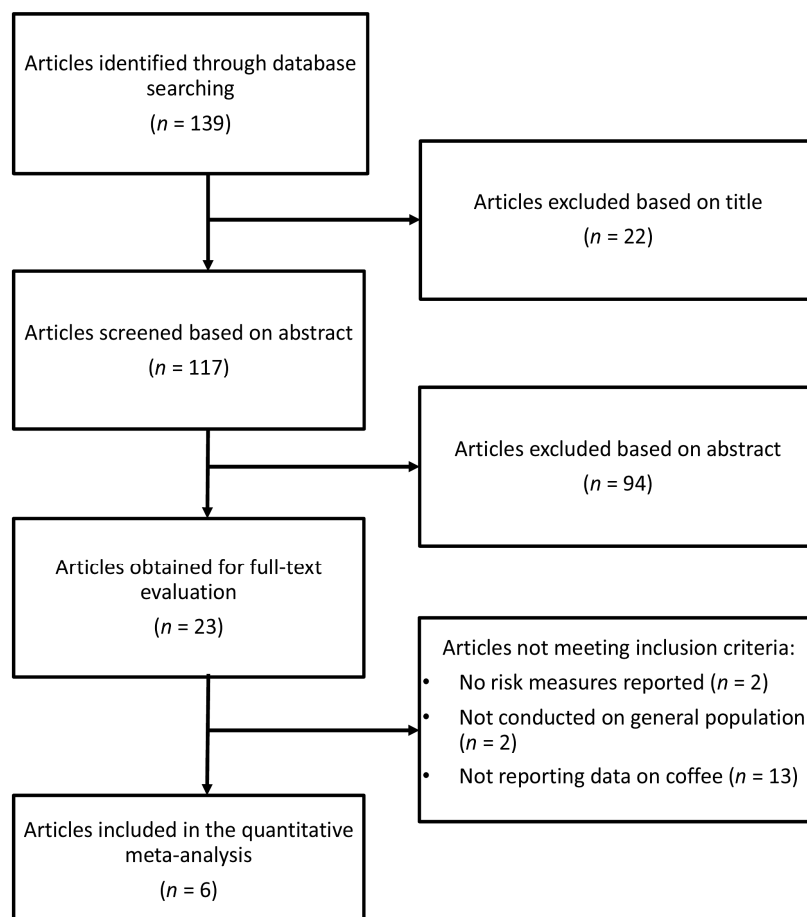 Articles identified through database
searching
(n = 139)
Articles excluded based on title
(n = 22)
Articles screened based on abstract
(n = 117)
Articles excluded based on abstract
(n = 94)
Articles obtained for full-text
evaluation
(n = 23)
Articles not meeting inclusion criteria:
• No risk measures reported (n = 2)
• Not conducted on general population
(n = 2)
• Not reporting data on coffee (n = 13)
Articles included in the quantitative
meta-analysis
(n = 6)